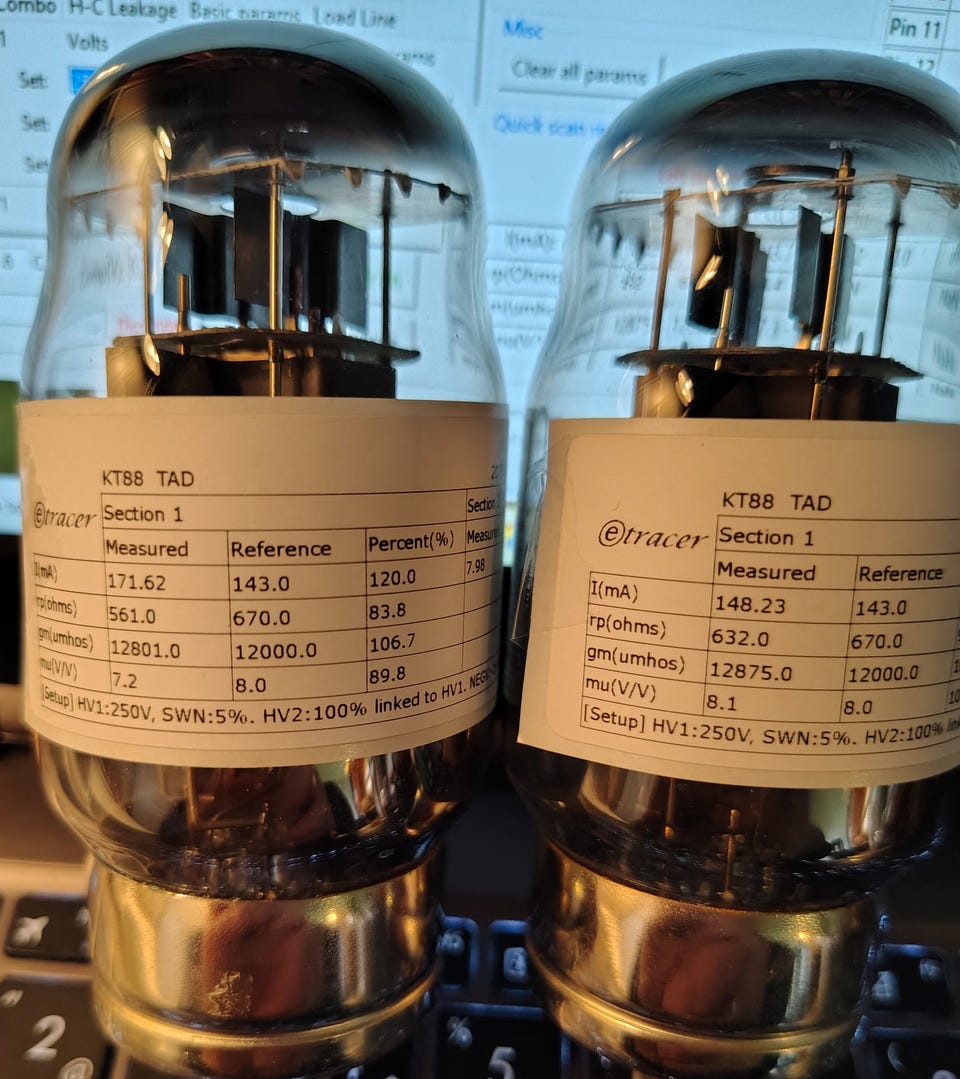 Combo H-C Leakage Basic params Load Line
Volts
Set:
Set:
Set:
Misc
Clear all params
Quick scan
Pin 11
Pin 12
I(mA)
KT88 TAD
etracer
Section 1
Section
Measured Reference Percent(%) Measured
I(mA) 171.62 143.0 120.0 7.98
rp(ohms) 561.0 670.0 83.8
gm(umhos) 12801.0 12000.0 106.7
mu(V/V) 7.2 8.0 89.8
[Setup] HV1:250V, SWN:5%. HV2:100% linked to HV1.
KT88 TAD
etracer
Section 1
Measured Reference
I(mA) 148.23 143.0
rp(ohms) 632.0 670.0
gm(umhos) 12875.0 12000.0
mu(V/V) 8.1 8.0
[Setup] HV1:250V, SWN:5%. HV2:100%
" 2 @
% 5